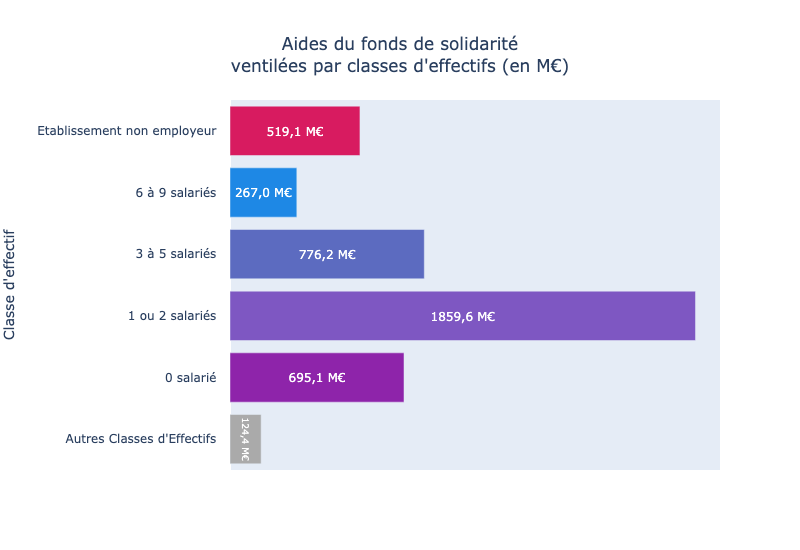 Aides du fonds de solidarité
ventilées par classes d'effectifs (en M€)
Classe d'effectif
Etablissement non employeur
519,1 M€
6 à 9 salariés
267,0 M€
3 à 5 salariés
776,2 M€
1 ou 2 salariés
1859,6 M€
0 salarié
695,1 M€
Autres Classes d'Effectifs
124,4 M€